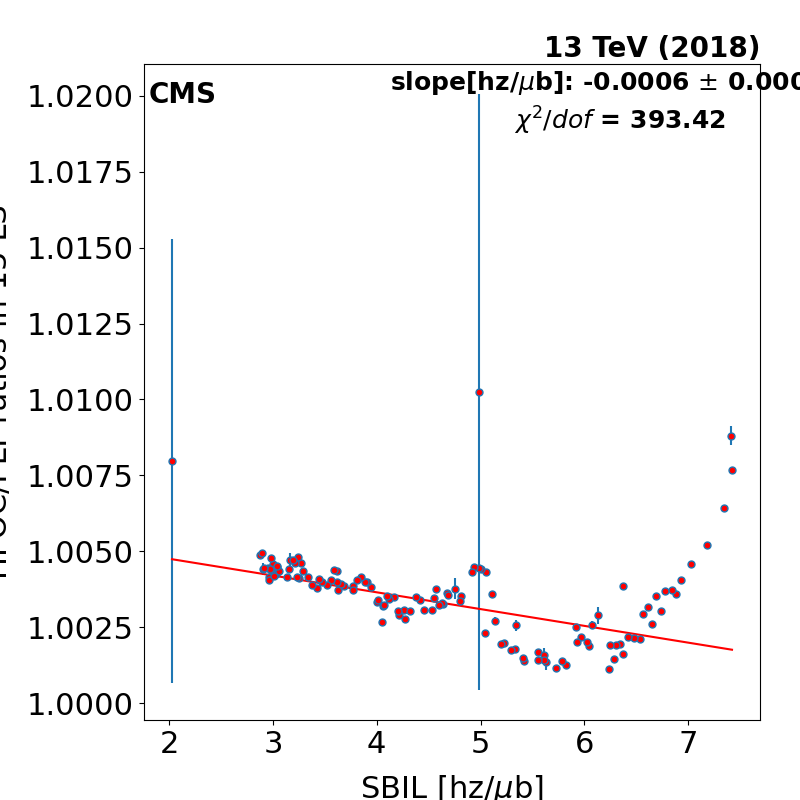 13 TeV (2018)
CMS
slope[hz/μb]: -0.0006 ± 0.000
χ²/dof = 393.42
1.0200
1.0175
1.0150
1.0125
1.0100
1.0075
1.0050
1.0025
1.0000
2 3 4 5 6 7
SBIL [hz/μb]